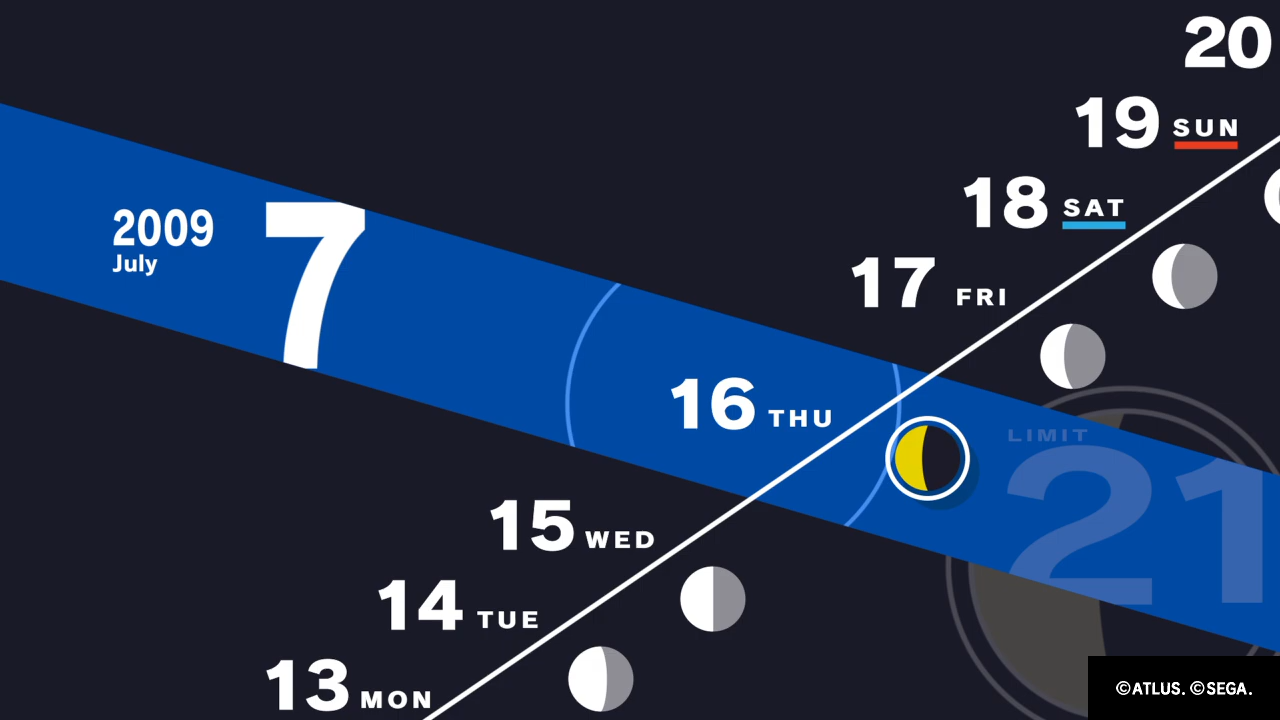 20
19 SUN
18 SAT
17 FRI
2009
July
7
16 THU
LIMIT
21
15 WED
14 TUE
13 MON
©ATLUS. ©SEGA.